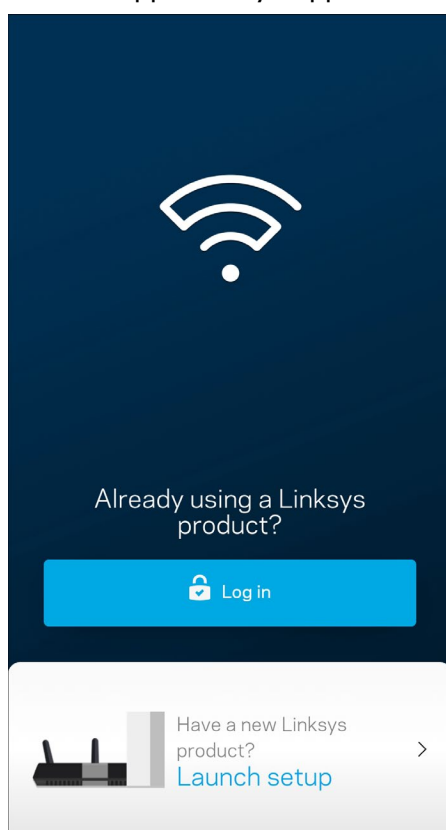 Already using a Linksys
product?
Log in
Have a new Linksys
product?
Launch setup